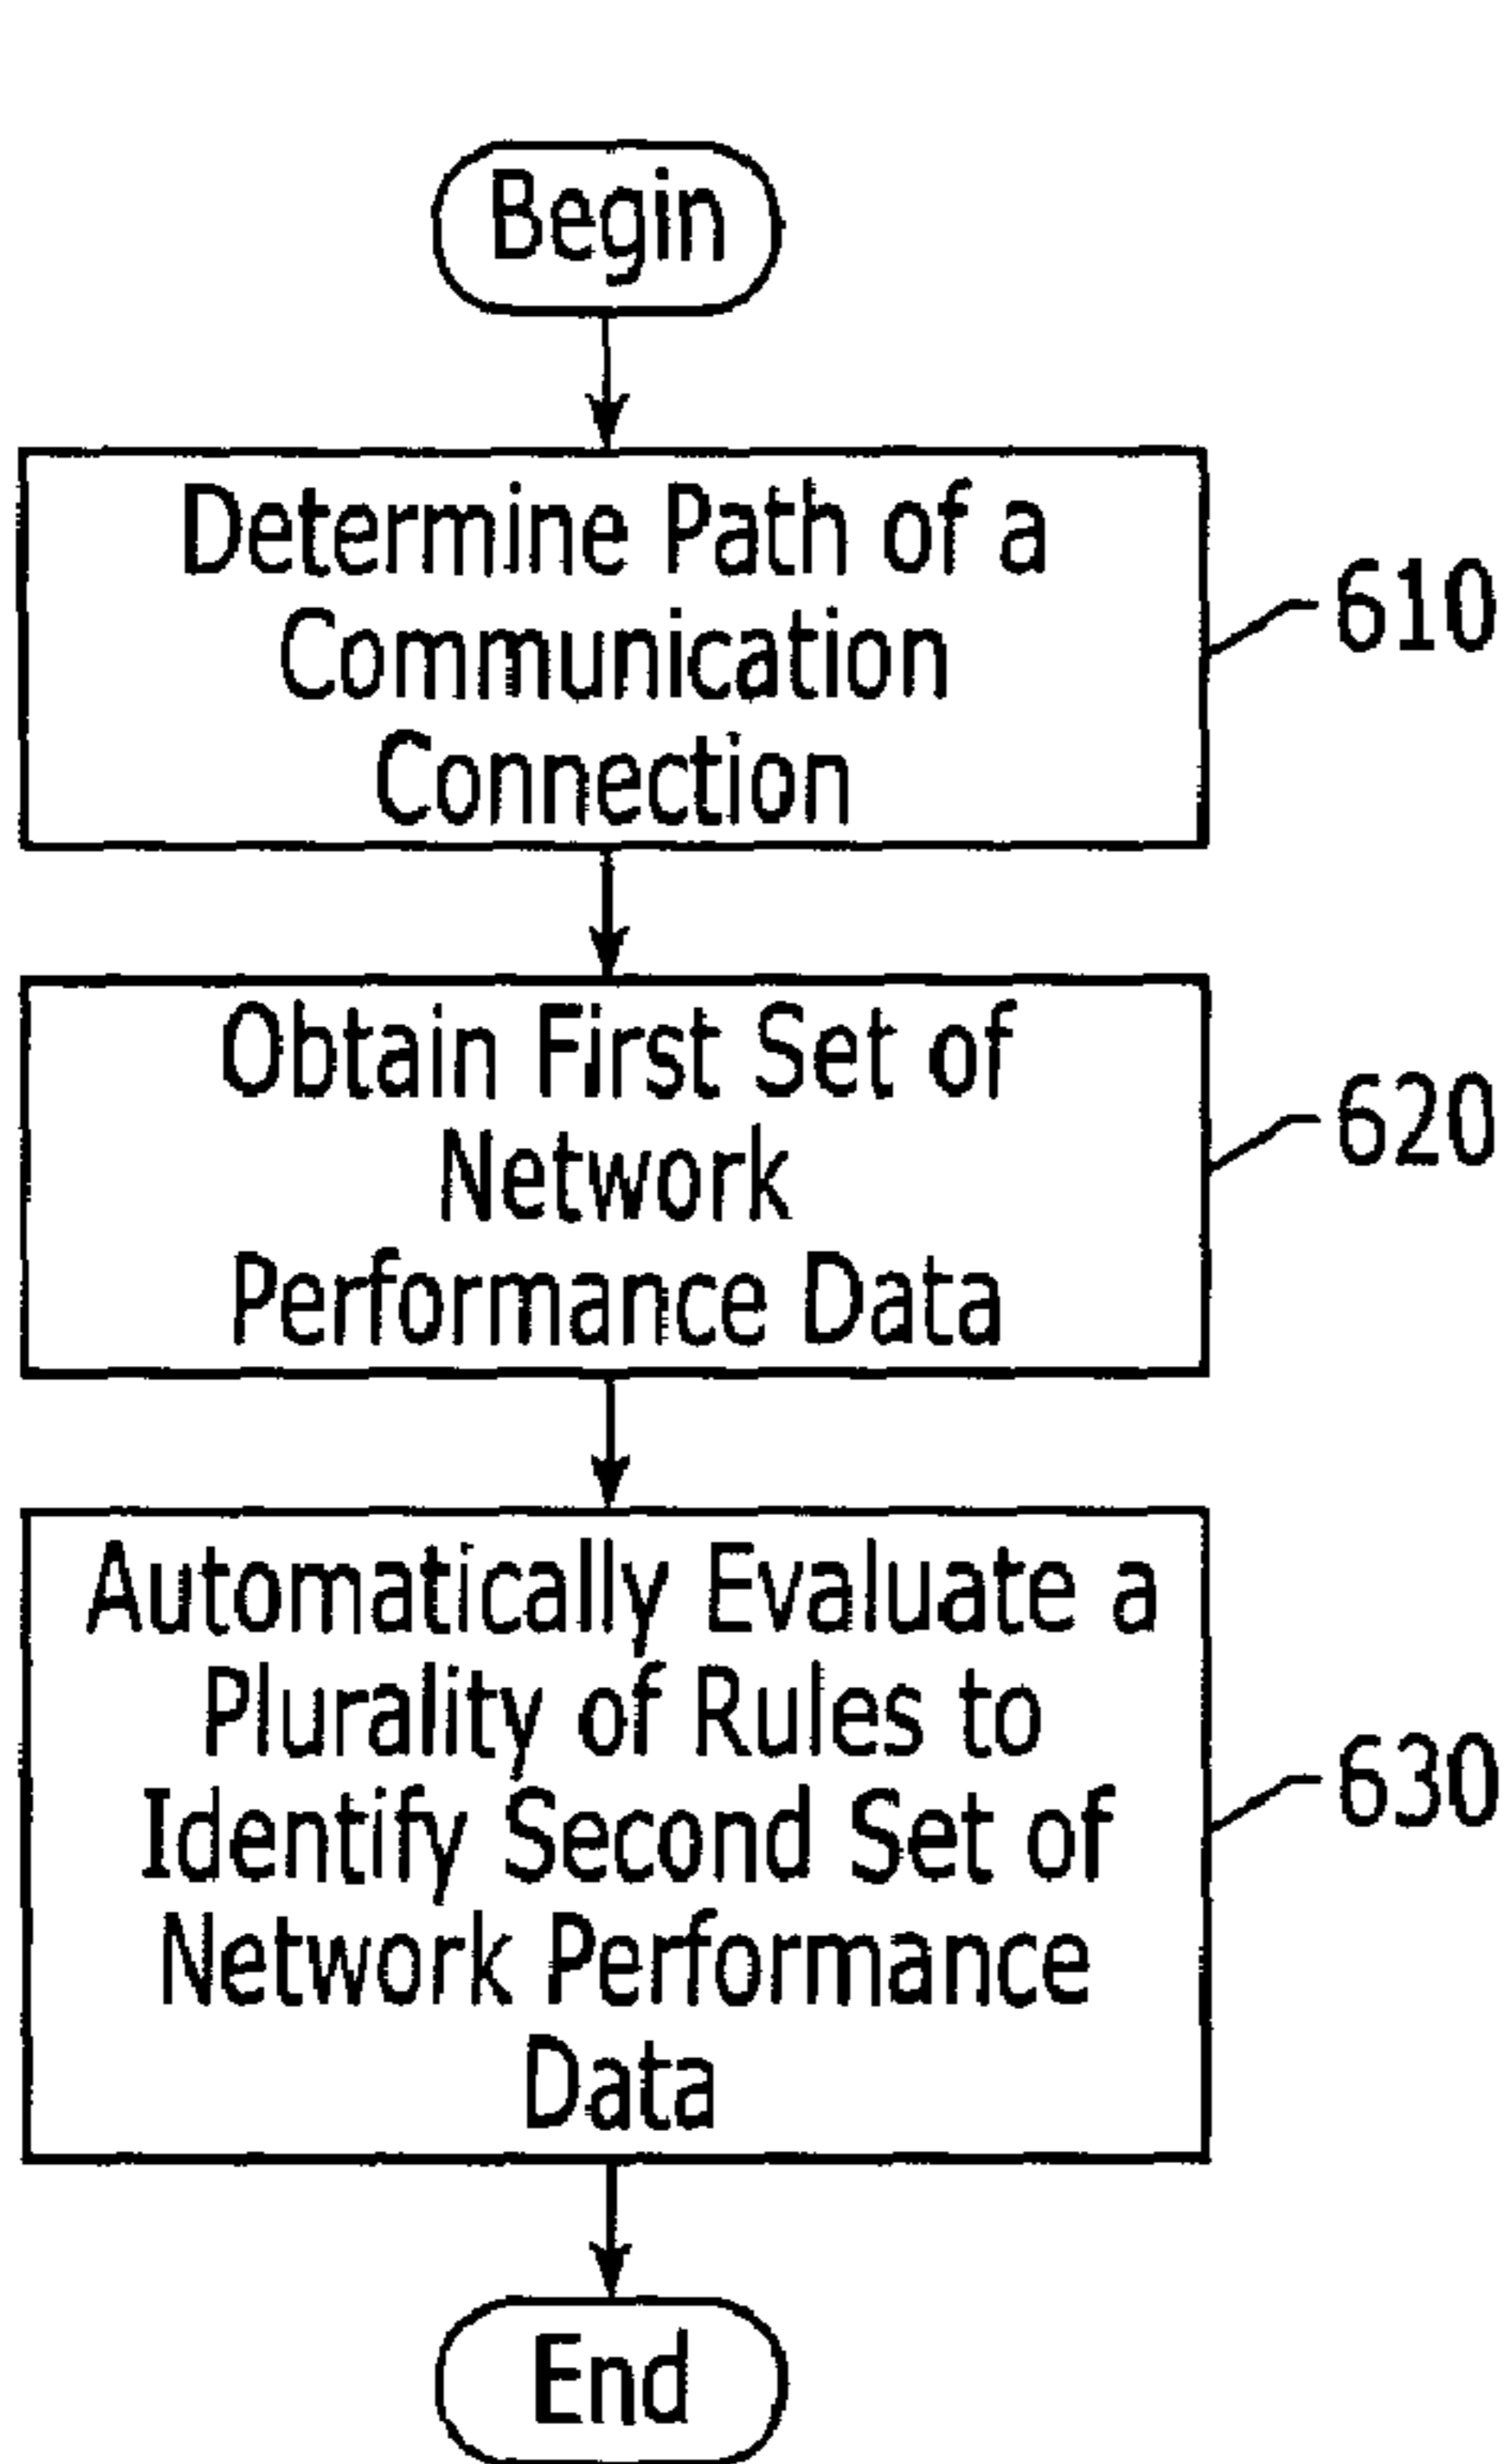 Begin
Determine Path of a
Communication
Connection
610
Obtain First Set of
Network
Performance Data
620
Automatically Evaluate a
Plurality of Rules to
Identify Second Set of
Network Performance
Data
630
End